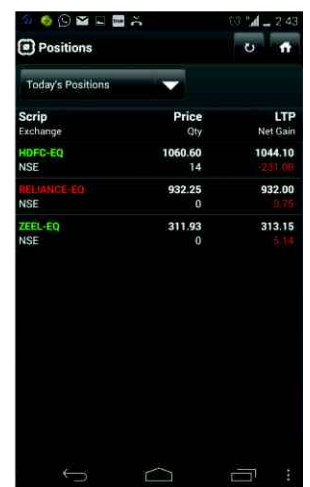 2:43
Positions
Today's Positions
Scrip Price LTP
Exchange Qty Net Gain
HDFC-EQ 1060.60 1044.10
NSE 14 -231.00
RELIANCE-EQ 932.25 932.00
NSE 0 0.75
ZEEL-EQ 311.93 313.15
NSE 0 5.14